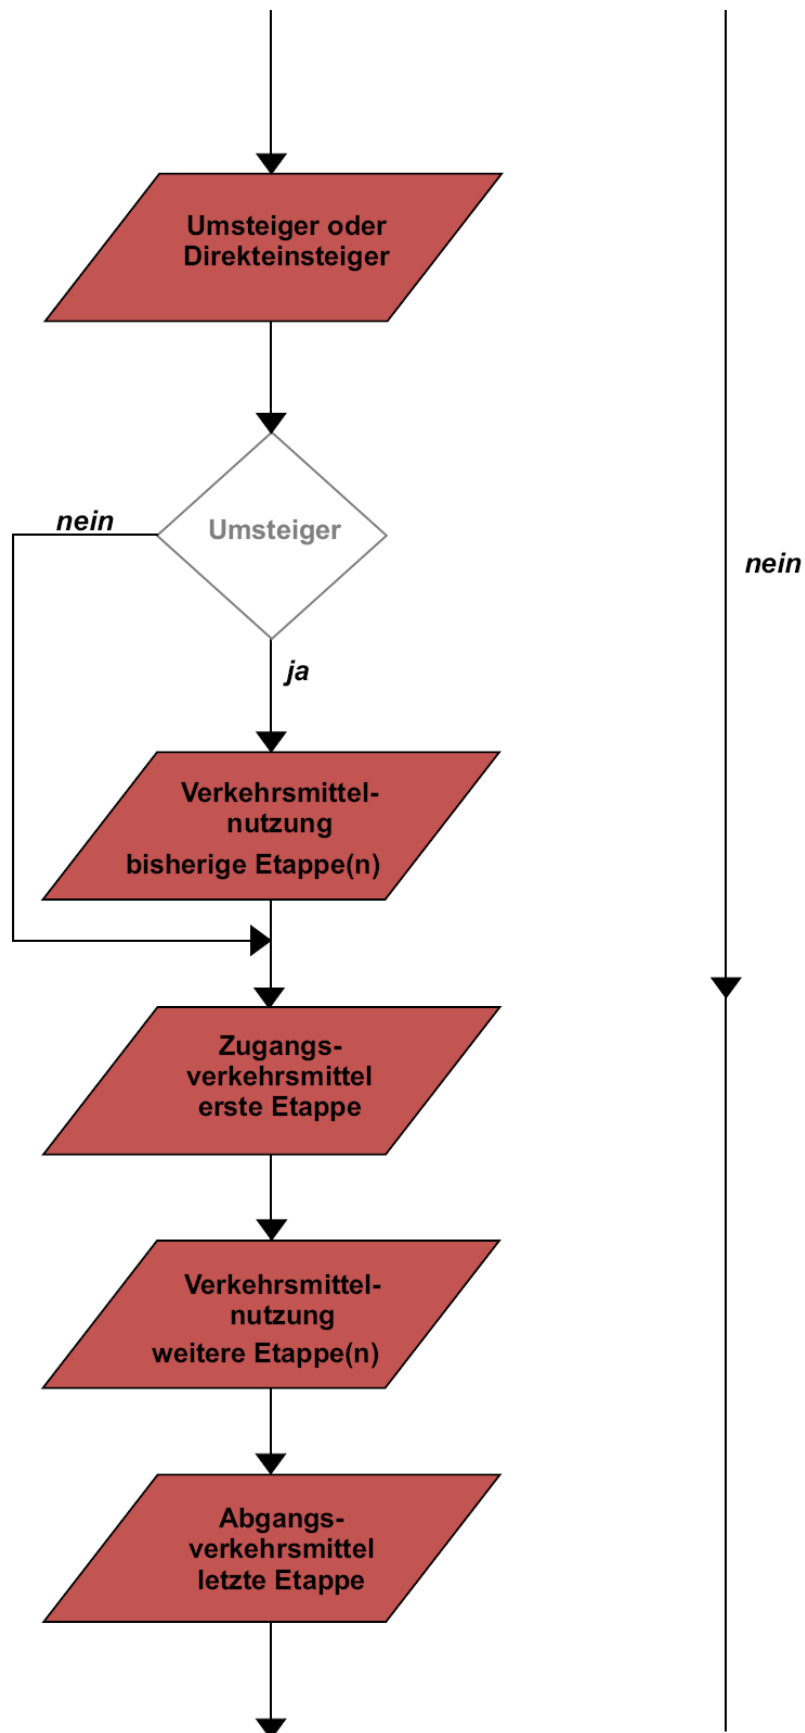 Umsteiger oder
Direkteinsteiger
nein
Umsteiger
nein
ja
Verkehrsmittel-
nutzung
bisherige Etappe(n)
Zugangs-
verkehrsmittel
erste Etappe
Verkehrsmittel-
nutzung
weitere Etappe(n)
Abgangs-
verkehrsmittel
letzte Etappe